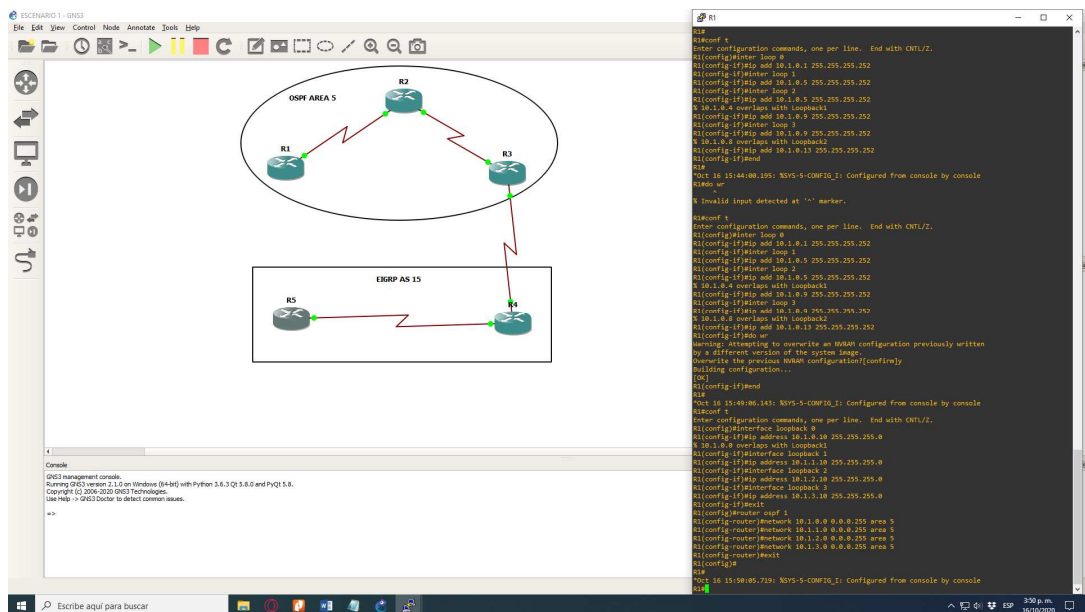 ESCENARIO 1 - GNS3
File Edit View Control Node Annotate Tools Help
OSPF AREA 5
R2
R1
R3
EIGRP AS 15
R5
R4
Console
GNS3 management console.
Running GNS3 version 2.1.0 on Windows (64-bit) with Python 3.6.3 Qt 5.8.0 and PyQt 5.8.
Copyright (c) 2006-2020 GNS3 Technologies.
Use Help -> GNS3 Doctor to detect common issues.
=>
R1
R1#
R1#conf t
Enter configuration commands, one per line. End with CNTL/Z.
R1(config)#inter loop 0
R1(config-if)#ip add 10.1.0.1 255.255.255.252
R1(config-if)#inter loop 1
R1(config-if)#ip add 10.1.0.5 255.255.255.252
R1(config-if)#inter loop 2
R1(config-if)#ip add 10.1.0.5 255.255.255.252
% 10.1.0.4 overlaps with Loopback1
R1(config-if)#ip add 10.1.0.9 255.255.255.252
R1(config-if)#inter loop 3
R1(config-if)#ip add 10.1.0.9 255.255.255.252
% 10.1.0.8 overlaps with Loopback2
R1(config-if)#ip add 10.1.0.13 255.255.255.252
R1(config-if)#end
R1#
*Oct 16 15:44:00.195: %SYS-5-CONFIG_I: Configured from console by console
R1#do wr
^
% Invalid input detected at '^' marker.
R1#conf t
Enter configuration commands, one per line. End with CNTL/Z.
R1(config)#inter loop 0
R1(config-if)#ip add 10.1.0.1 255.255.255.252
R1(config-if)#inter loop 1
R1(config-if)#ip add 10.1.0.5 255.255.255.252
R1(config-if)#inter loop 2
R1(config-if)#ip add 10.1.0.5 255.255.255.252
% 10.1.0.4 overlaps with Loopback1
R1(config-if)#ip add 10.1.0.9 255.255.255.252
R1(config-if)#inter loop 3
R1(config-if)#ip add 10.1.0.9 255.255.255.252
% 10.1.0.8 overlaps with Loopback2
R1(config-if)#ip add 10.1.0.13 255.255.255.252
R1(config-if)#do wr
Warning: Attempting to overwrite an NVRAM configuration previously written
by a different version of the system image.
Overwrite the previous NVRAM configuration?[confirm]y
Building configuration...
[OK]
R1(config-if)#end
R1#
*Oct 16 15:49:06.143: %SYS-5-CONFIG_I: Configured from console by console
R1#conf t
Enter configuration commands, one per line. End with CNTL/Z.
R1(config)#interface loopback 0
R1(config-if)#ip address 10.1.0.10 255.255.255.0
% 10.1.0.0 overlaps with Loopback1
R1(config-if)#interface loopback 1
R1(config-if)#ip address 10.1.1.10 255.255.255.0
R1(config-if)#interface loopback 2
R1(config-if)#ip address 10.1.2.10 255.255.255.0
R1(config-if)#interface loopback 3
R1(config-if)#ip address 10.1.3.10 255.255.255.0
R1(config-if)#exit
R1(config)#router ospf 1
R1(config-router)#network 10.1.0.0 0.0.0.255 area 5
R1(config-router)#network 10.1.1.0 0.0.0.255 area 5
R1(config-router)#network 10.1.2.0 0.0.0.255 area 5
R1(config-router)#network 10.1.3.0 0.0.0.255 area 5
R1(config-router)#exit
R1(config)#
R1#
*Oct 16 15:50:05.719: %SYS-5-CONFIG_I: Configured from console by console
R1#
Escribe aquí para buscar
ESP
3:50 p. m.
16/10/2020